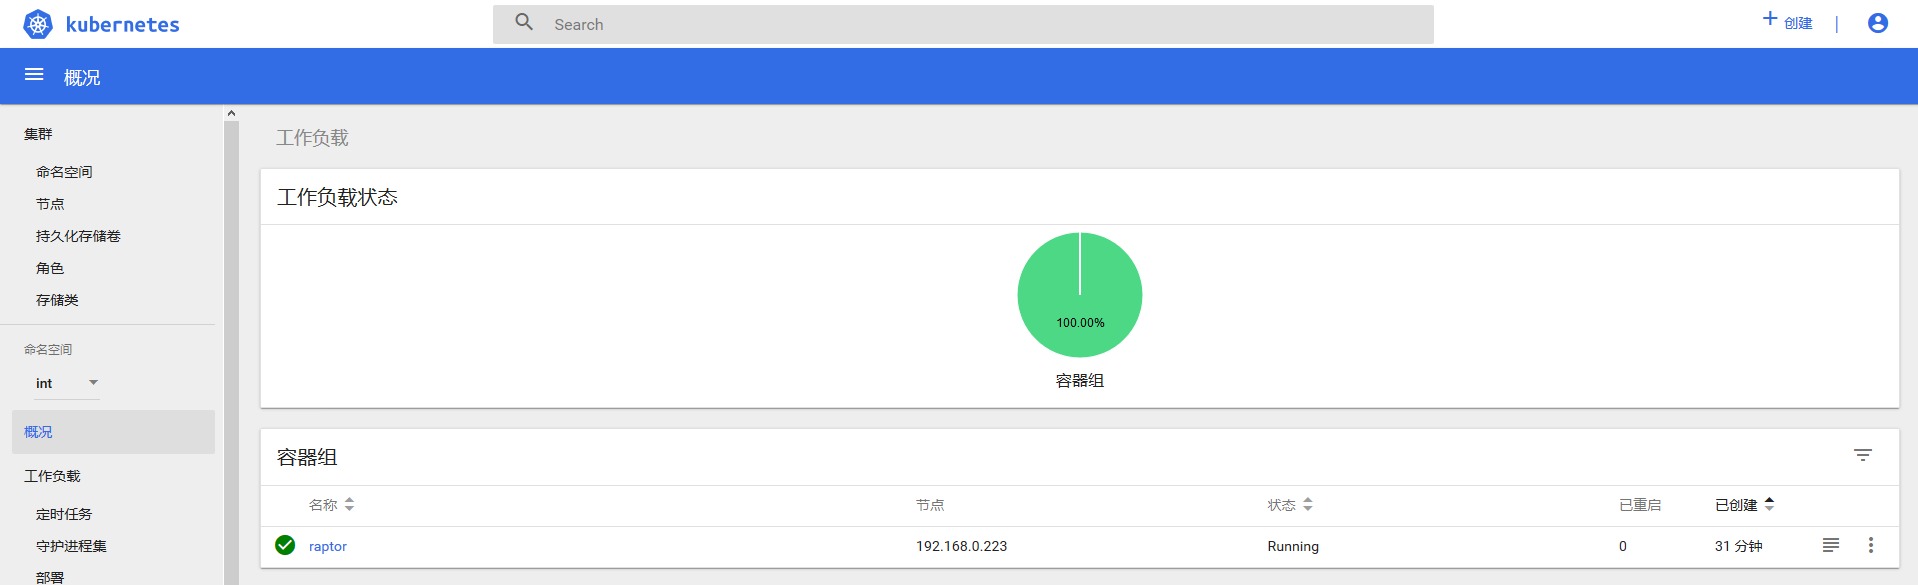 kubernetes
Search
创建
概况
集群
命名空间
节点
持久化存储卷
角色
存储类
命名空间
int
概况
工作负载
定时任务
守护进程集
部署
工作负载
工作负载状态
100.00%
容器组
容器组
名称 节点 状态 已重启 已创建
raptor 192.168.0.223 Running 0 31 分钟